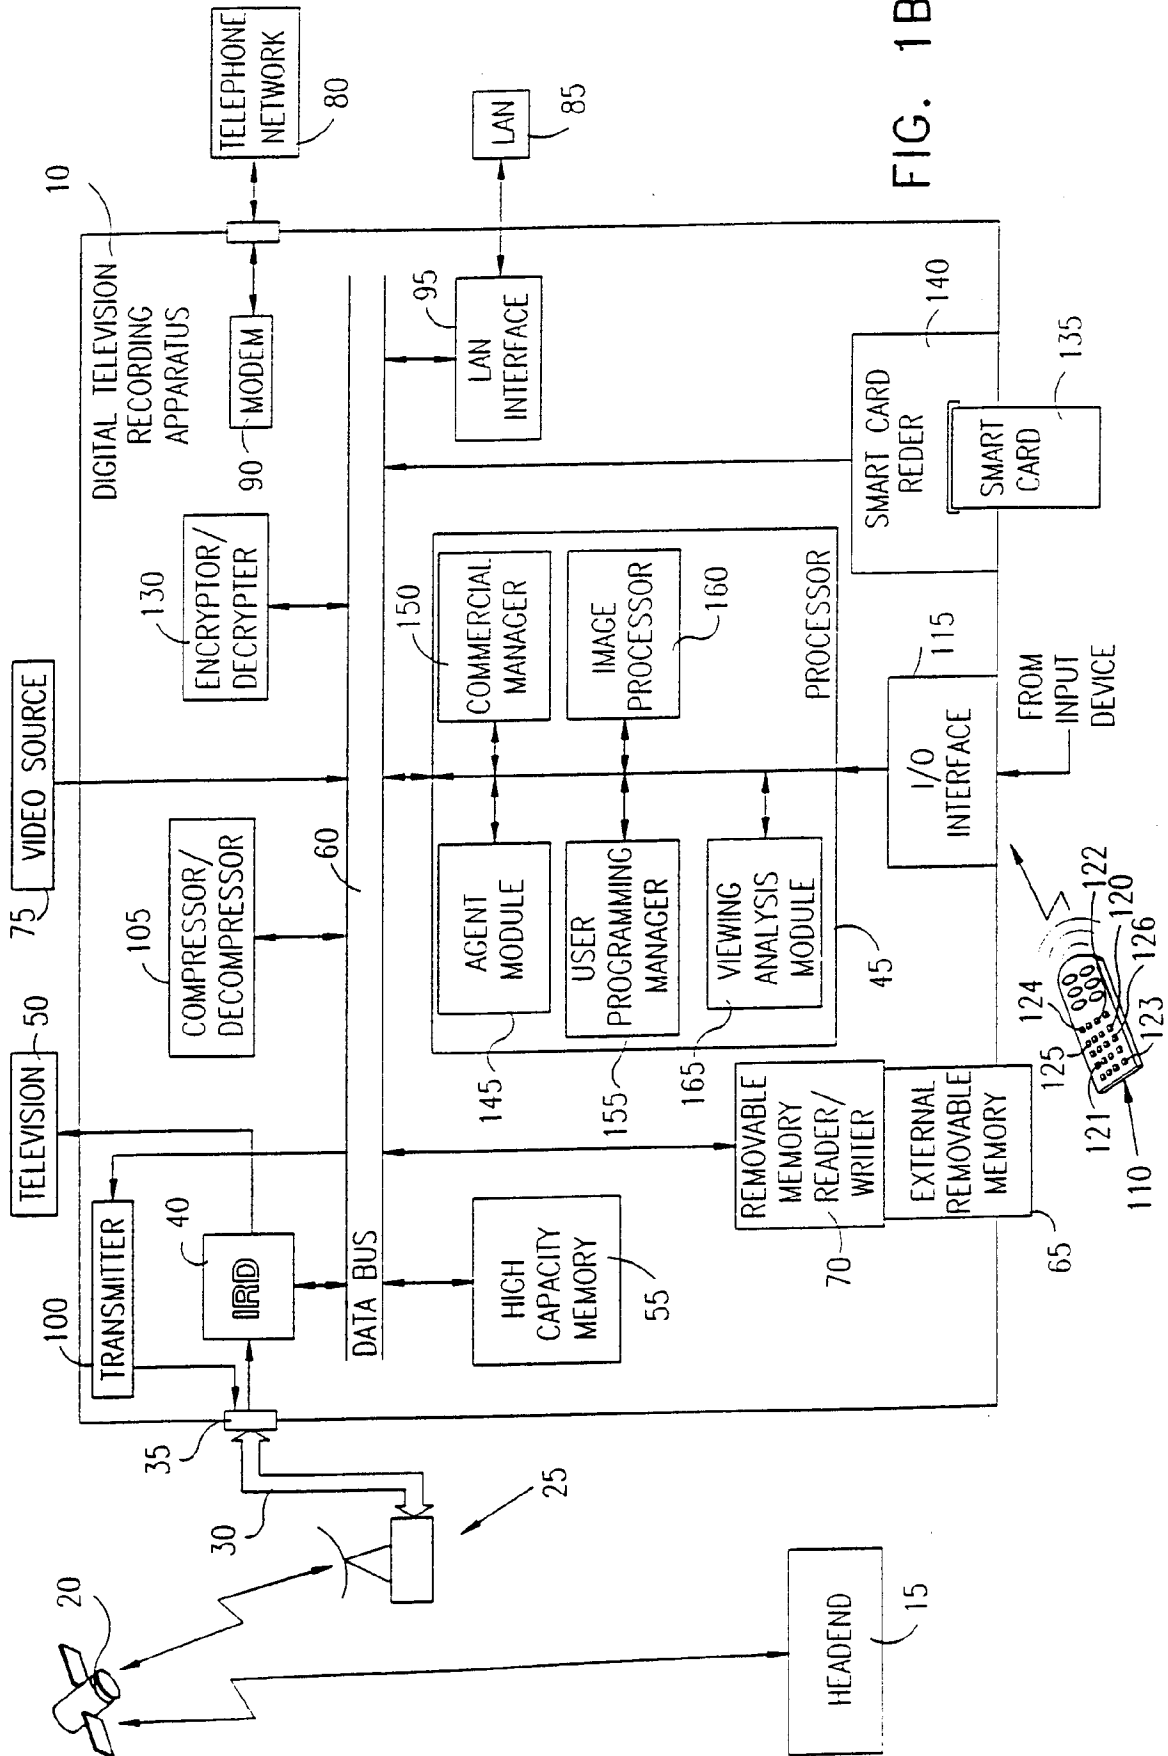 20
HEADEND
15
25
30
35
100
TRANSMITTER
40
IRD
TELEVISION
50
75
VIDEO SOURCE
105
COMPRESSOR/
DECOMPRESSOR
130
ENCRYPTOR/
DECRYPTER
DIGITAL TELEVISION
RECORDING
APPARATUS
10
90
MODEM
TELEPHONE
NETWORK
80
DATA BUS
60
HIGH
CAPACITY
MEMORY
55
LAN
INTERFACE
95
LAN
85
AGENT
MODULE
145
COMMERCIAL
MANAGER
150
USER
PROGRAMMING
MANAGER
155
IMAGE
PROCESSOR
160
VIEWING
ANALYSIS
MODULE
165
PROCESSOR
45
REMOVABLE
MEMORY
READER/
WRITER
70
EXTERNAL
REMOVABLE
MEMORY
65
I/O
INTERFACE
115
FROM
INPUT
DEVICE
SMART CARD
REDER
140
SMART
CARD
135
110
121
125
124
122
120
126
123
FIG. 1B